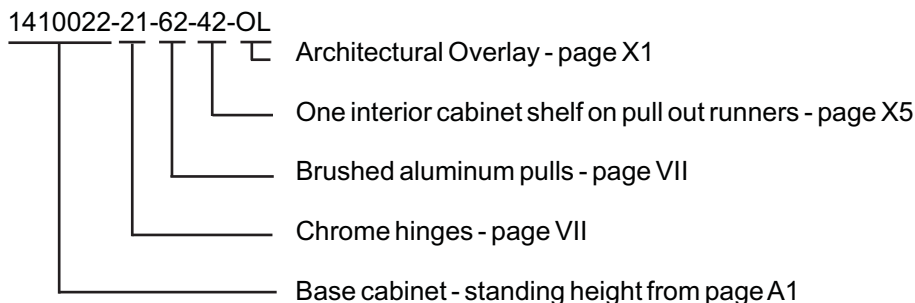 1410022-21-62-42-OL
Architectural Overlay - page X1
One interior cabinet shelf on pull out runners - page X5
Brushed aluminum pulls - page VII
Chrome hinges - page VII
Base cabinet - standing height from page A1